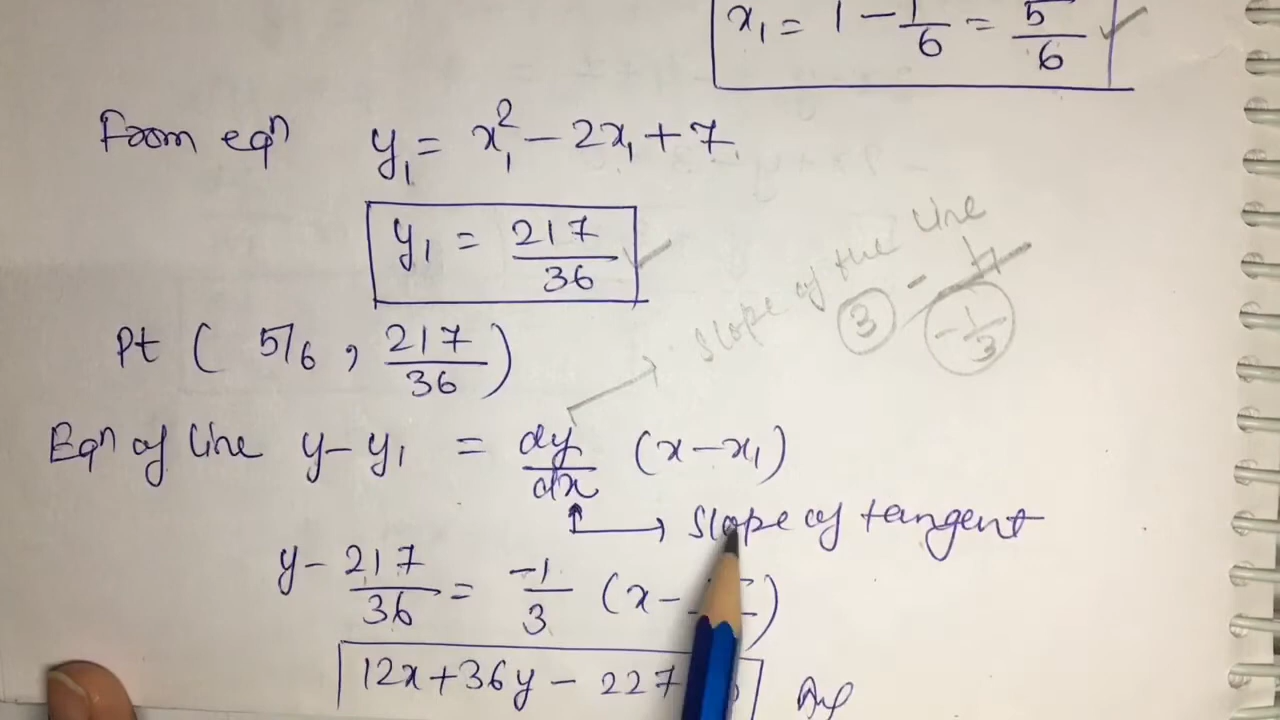 x₁ = 1 - 1/6 = 5/6 ✓
From eqⁿ y₁ = x₁² - 2x₁ + 7
y₁ = 217/36 ✓
Pt ( 5/6 , 217/36 )
slope of the line
3 -1/3
Eqⁿ of line y - y₁ = dy/dx (x - x₁)
slope of tangent
y - 217/36 = -1/3 (x - )
12x + 36y - 227
Ans